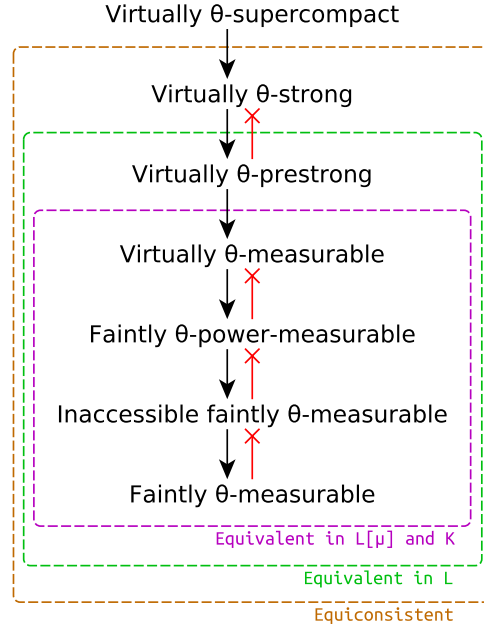 Virtually θ-supercompact
Virtually θ-strong
Virtually θ-prestrong
Virtually θ-measurable
Faintly θ-power-measurable
Inaccessible faintly θ-measurable
Faintly θ-measurable
Equivalent in L[µ] and K
Equivalent in L
Equiconsistent